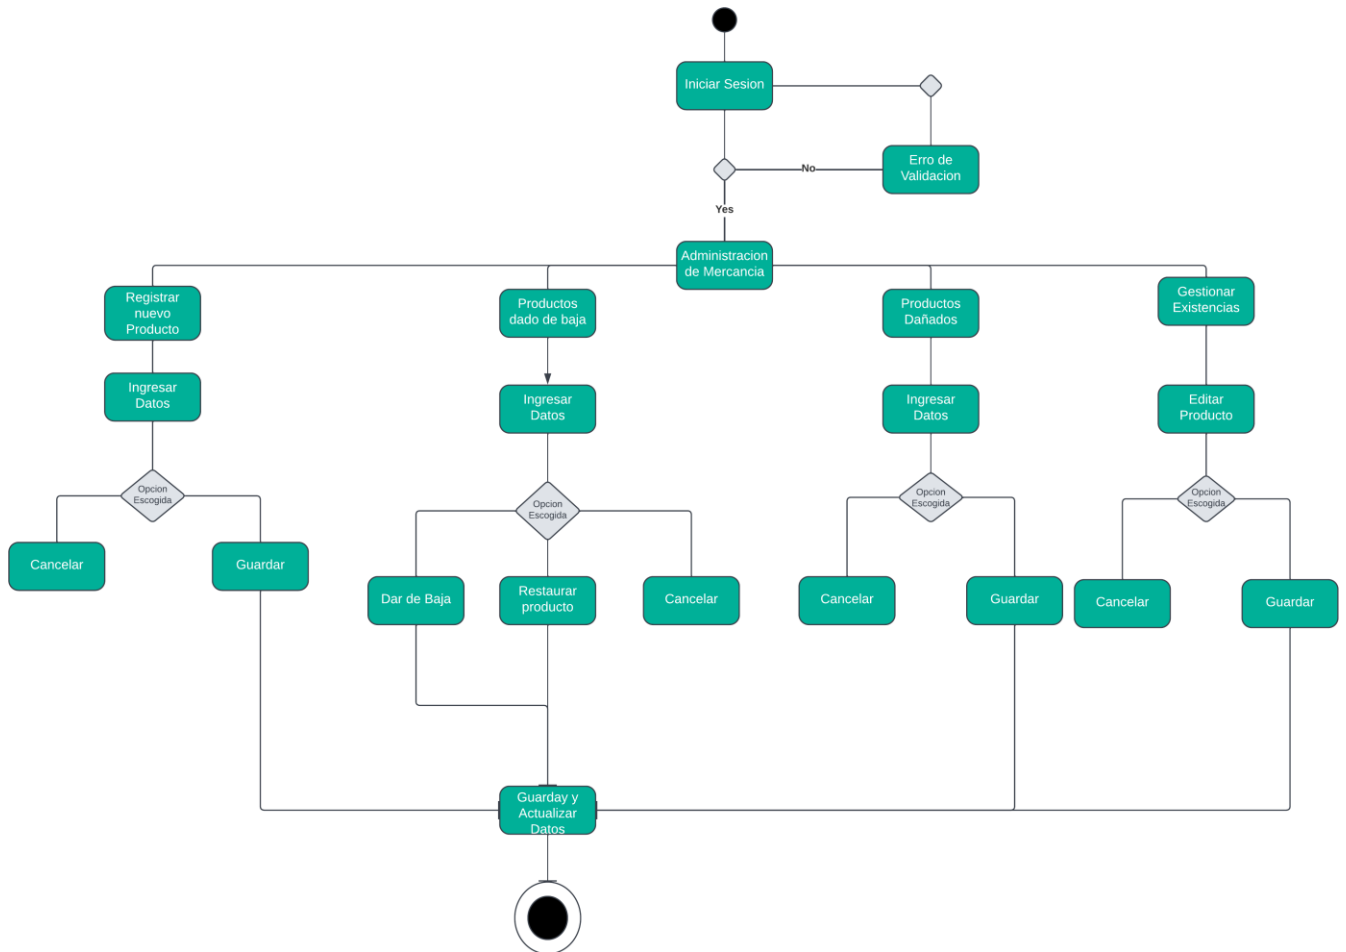 Iniciar Sesion
Erro de
Validacion
No
Yes
Administracion
de Mercancia
Registrar
nuevo
Producto
Productos
dado de baja
Productos
Dañados
Gestionar
Existencias
Ingresar
Datos
Ingresar
Datos
Ingresar
Datos
Editar
Producto
Opcion
Escogida
Opcion
Escogida
Opcion
Escogida
Opcion
Escogida
Cancelar
Guardar
Dar de Baja
Restaurar
producto
Cancelar
Cancelar
Guardar
Cancelar
Guardar
Guarday y
Actualizar
Datos